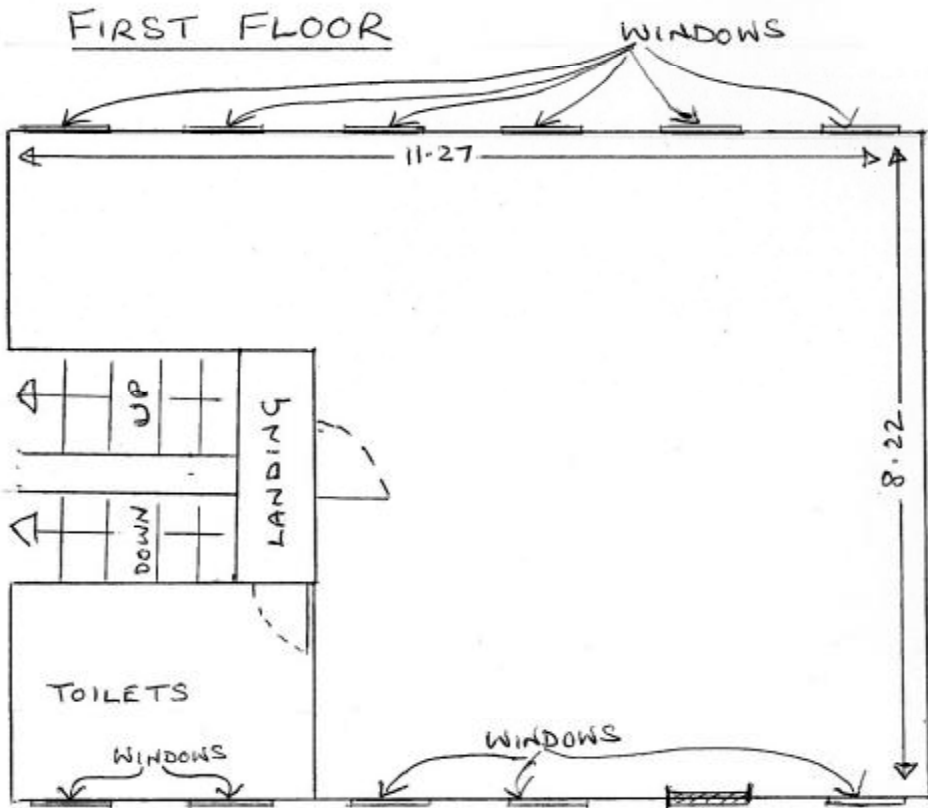 FIRST FLOOR
WINDOWS
11.27
UP
LANDING
8.22
DOWN
TOILETS
WINDOWS
WINDOWS